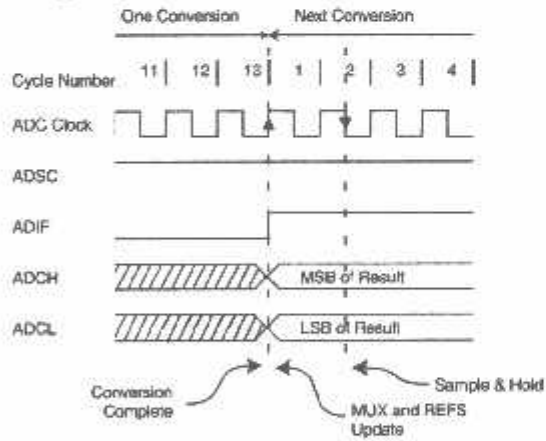 One Conversion Next Conversion
Cycle Number 11 12 13 1 2 3 4
ADC Clock
ADSC
ADIF
ADCH MSB of Result
ADCL LSB of Result
Conversion Complete
MUX and REFS Update
Sample & Hold